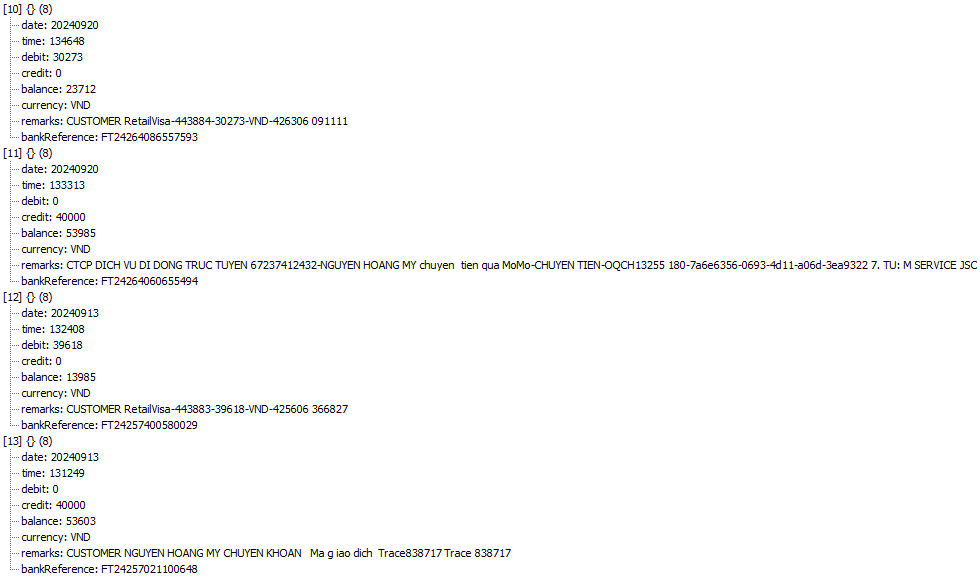 [10] {} (8)
date: 20240920
time: 134648
debit: 30273
credit: 0
balance: 23712
currency: VND
remarks: CUSTOMER RetailVisa-443884-30273-VND-426306 091111
bankReference: FT24264086557593
[11] {} (8)
date: 20240920
time: 133313
debit: 0
credit: 40000
balance: 53985
currency: VND
remarks: CTCP DICH VU DI DONG TRUC TUYEN 67237412432-NGUYEN HOANG MY chuyen  tien qua MoMo-CHUYEN TIEN-OQCH13255 180-7a6e6356-0693-4d11-a06d-3ea9322 7. TU: M SERVICE JSC
bankReference: FT24264060655494
[12] {} (8)
date: 20240913
time: 132408
debit: 39618
credit: 0
balance: 13985
currency: VND
remarks: CUSTOMER RetailVisa-443883-39618-VND-425606 366827
bankReference: FT24257400580029
[13] {} (8)
date: 20240913
time: 131249
debit: 0
credit: 40000
balance: 53603
currency: VND
remarks: CUSTOMER NGUYEN HOANG MY CHUYEN KHOAN   Ma g iao dich  Trace838717 Trace 838717
bankReference: FT24257021100648